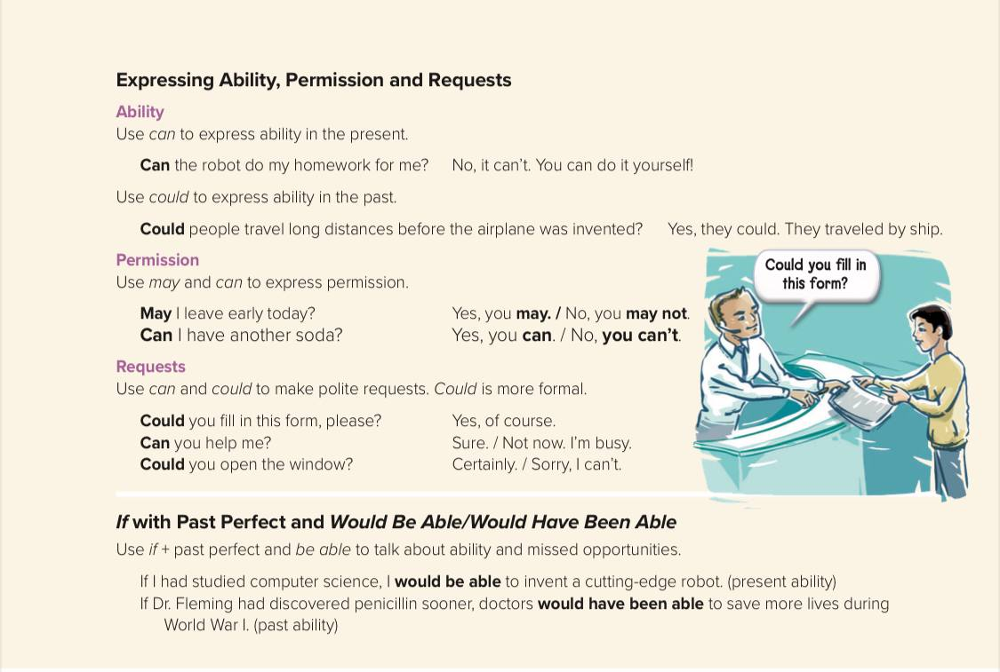 Expressing Ability, Permission and Requests
Ability
Use can to express ability in the present.
Can the robot do my homework for me? No, it can't. You can do it yourself!
Use could to express ability in the past.
Could people travel long distances before the airplane was invented? Yes, they could. They traveled by ship.
Permission
Use may and can to express permission.
May I leave early today? Yes, you may. / No, you may not.
Can I have another soda? Yes, you can. / No, you can't.
Could you fill in
this form?
Requests
Use can and could to make polite requests. Could is more formal.
Could you fill in this form, please? Yes, of course.
Can you help me? Sure. / Not now. I'm busy.
Could you open the window? Certainly. / Sorry, I can't.
If with Past Perfect and Would Be Able/Would Have Been Able
Use if + past perfect and be able to talk about ability and missed opportunities.
If I had studied computer science, I would be able to invent a cutting-edge robot. (present ability)
If Dr. Fleming had discovered penicillin sooner, doctors would have been able to save more lives during
World War I. (past ability)